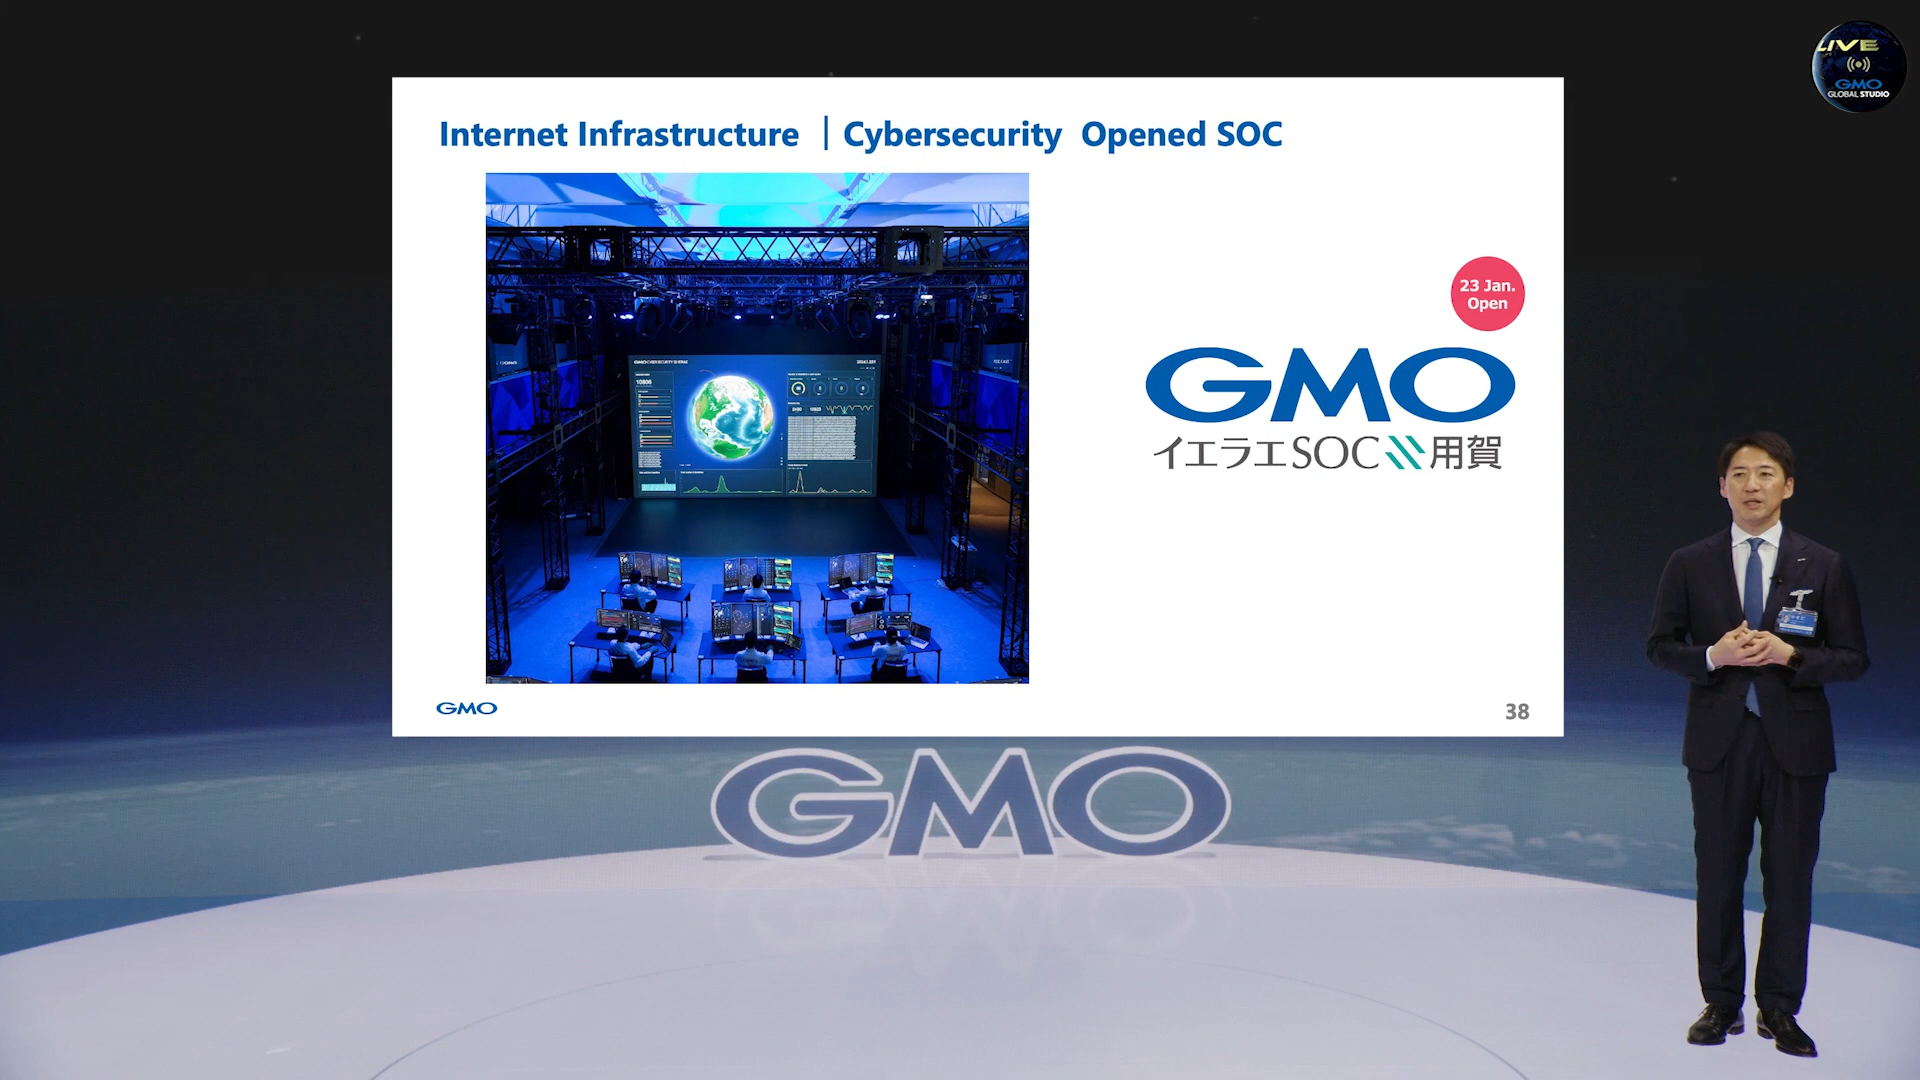 LIVE
GMO
GLOBAL STUDIO
Internet Infrastructure ｜Cybersecurity Opened SOC
23 Jan.
Open
GMO
イエラエSOC 用賀
10806
GMO
38
GMO